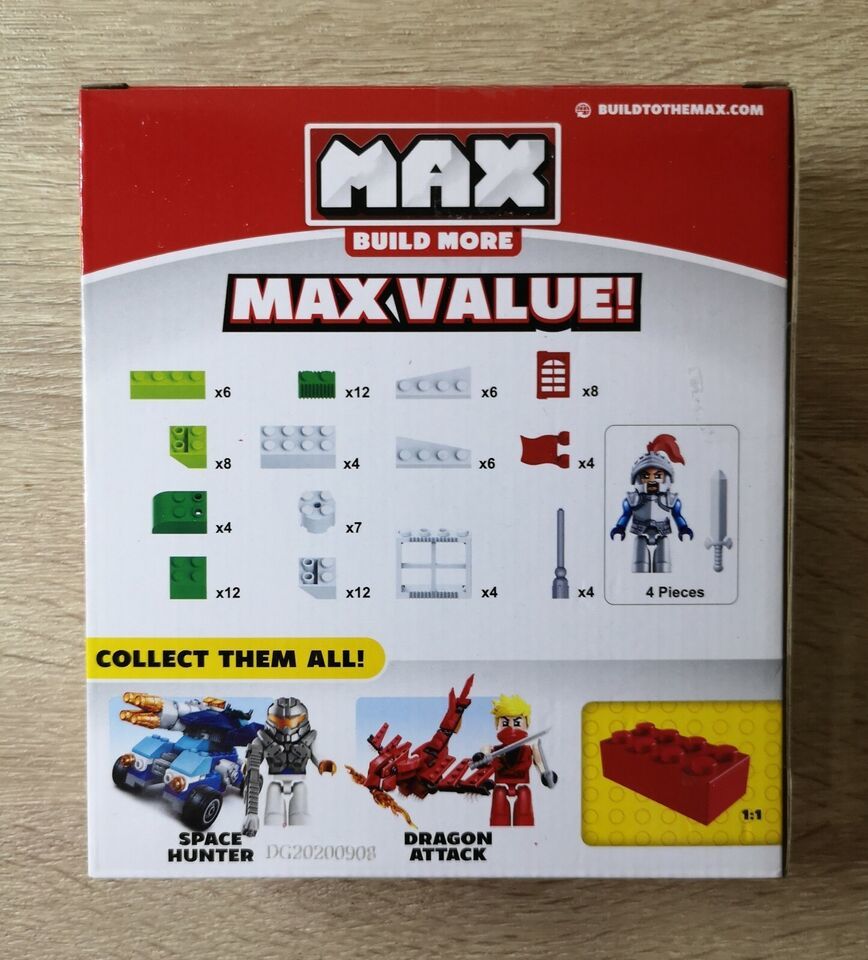 BUILDTOTHEMAX.COM
MAX
BUILD MORE
MAX VALUE!
x6 x12 x6 x8
x8 x4 x6 x4
x4 x7
x12 x12 x4 x4
4 Pieces
COLLECT THEM ALL!
SPACE
HUNTER
DG20200908
DRAGON
ATTACK
1:1